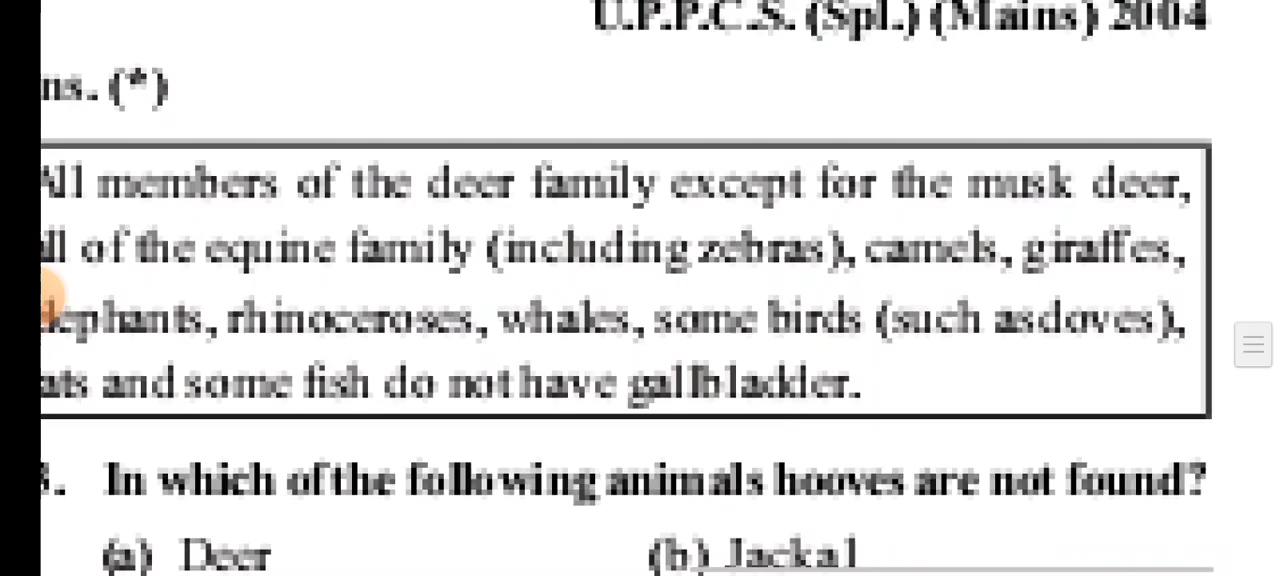 U.P.P.C.S. (Spl.) (Mains) 2004
ns. (*)
All members of the deer family except for the musk deer,
ll of the equine family (including zebras), camels, giraffes,
lephants, rhinoceroses, whales, some birds (such asdoves),
ats and some fish do not have gallbladder.
3. In which of the following animals hooves are not found?
(a) Deer (b) Jackal